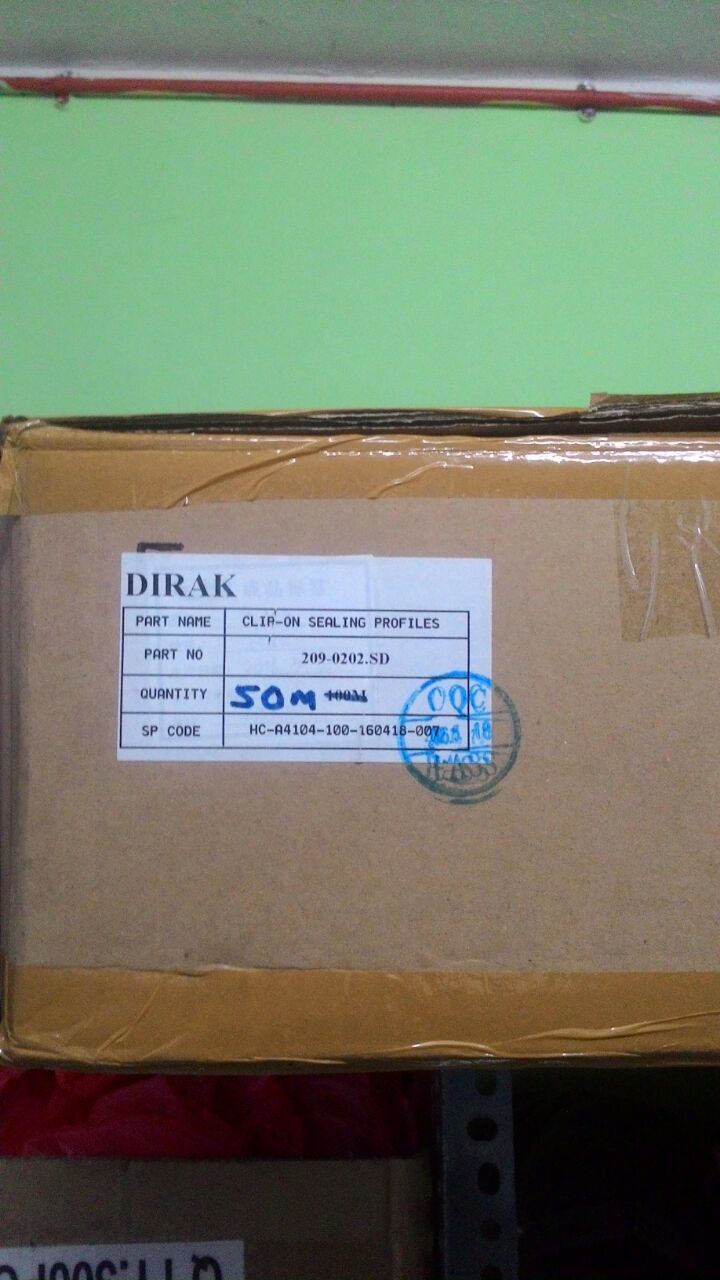 DIRAK
PART NAME CLIP-ON SEALING PROFILES
PART NO 209-0202.SD
QUANTITY 50M 100M
SP CODE HC-A4104-100-160418-007
OQC